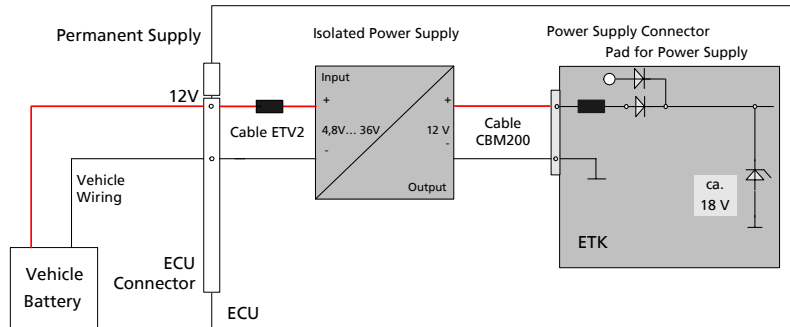 Permanent Supply
Isolated Power Supply
Power Supply Connector
Pad for Power Supply
12V
Input
+
+
Cable ETV2
4,8V... 36V
12 V
Cable
CBM200
-
-
Output
Vehicle
Wiring
ca.
18 V
ETK
Vehicle
Battery
ECU
Connector
ECU